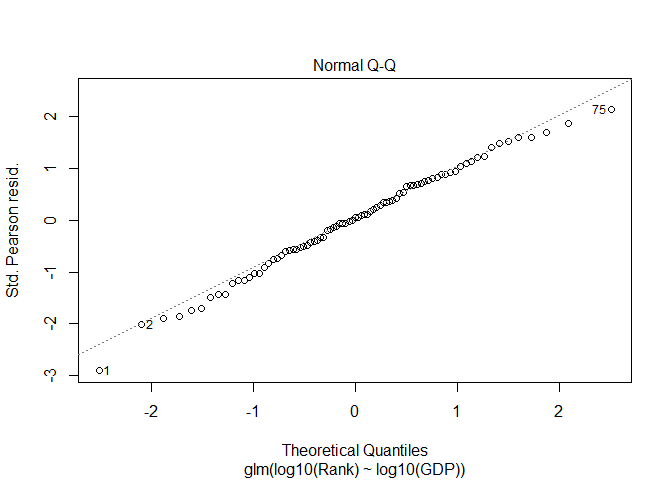 Normal Q-Q
Std. Pearson resid.
2
1
0
-1
-2
-3
75
2
1
-2 -1 0 1 2
Theoretical Quantiles
glm(log10(Rank) ~ log10(GDP))